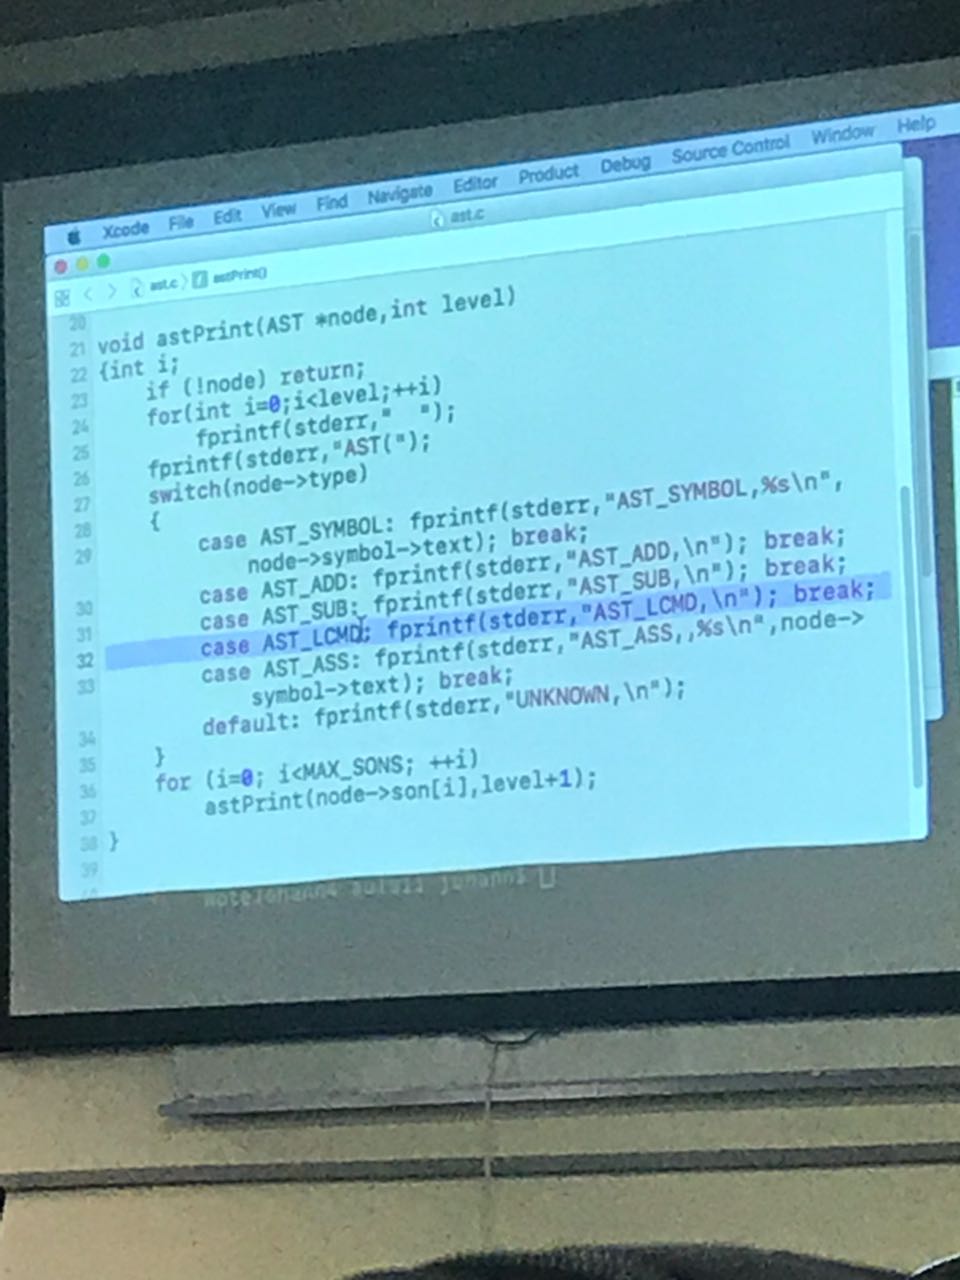 Xcode File Edit View Find Navigate Editor Product Debug Source Control Window Help
ast.c
ast.c astPrint()
20
21 void astPrint(AST *node,int level)
22 {int i;
23 if (!node) return;
24 for(int i=0;i<level;++i)
25 fprintf(stderr,"  ");
26 fprintf(stderr,"AST(");
27 switch(node->type)
28 {
29 case AST_SYMBOL: fprintf(stderr,"AST_SYMBOL,%s\n",
node->symbol->text); break;
30 case AST_ADD: fprintf(stderr,"AST_ADD,\n"); break;
31 case AST_SUB: fprintf(stderr,"AST_SUB,\n"); break;
32 case AST_LCMD: fprintf(stderr,"AST_LCMD,\n"); break;
33 case AST_ASS: fprintf(stderr,"AST_ASS,,%s\n",node->
symbol->text); break;
34 default: fprintf(stderr,"UNKNOWN,\n");
35 }
36 for (i=0; i<MAX_SONS; ++i)
37 astPrint(node->son[i],level+1);
38 }
39